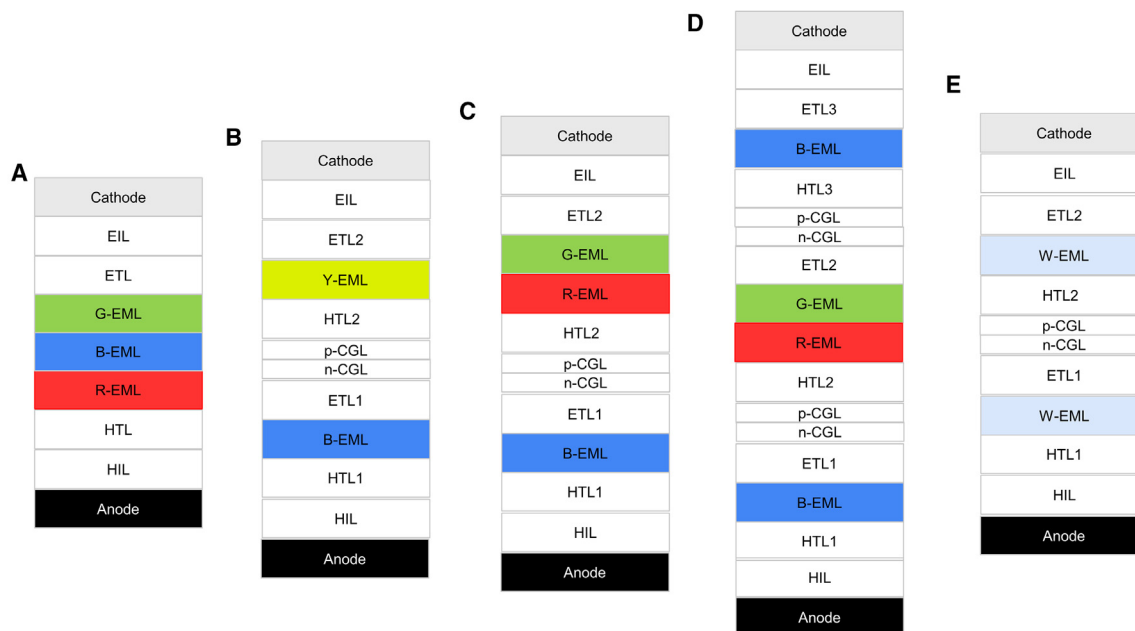 A
Cathode
EIL
ETL
G-EML
B-EML
R-EML
HTL
HIL
Anode
B
Cathode
EIL
ETL2
Y-EML
HTL2
p-CGL
n-CGL
ETL1
B-EML
HTL1
HIL
Anode
C
Cathode
EIL
ETL2
G-EML
R-EML
HTL2
p-CGL
n-CGL
ETL1
B-EML
HTL1
HIL
Anode
D
Cathode
EIL
ETL3
B-EML
HTL3
p-CGL
n-CGL
ETL2
G-EML
R-EML
HTL2
p-CGL
n-CGL
ETL1
B-EML
HTL1
HIL
Anode
E
Cathode
EIL
ETL2
W-EML
HTL2
p-CGL
n-CGL
ETL1
W-EML
HTL1
HIL
Anode